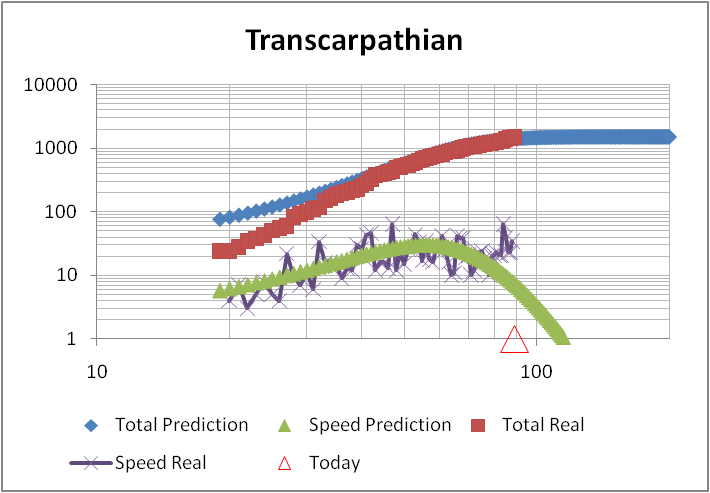 Transcarpathian
10000
1000
100
10
1
10 100
Total Prediction Speed Prediction Total Real
Speed Real Today